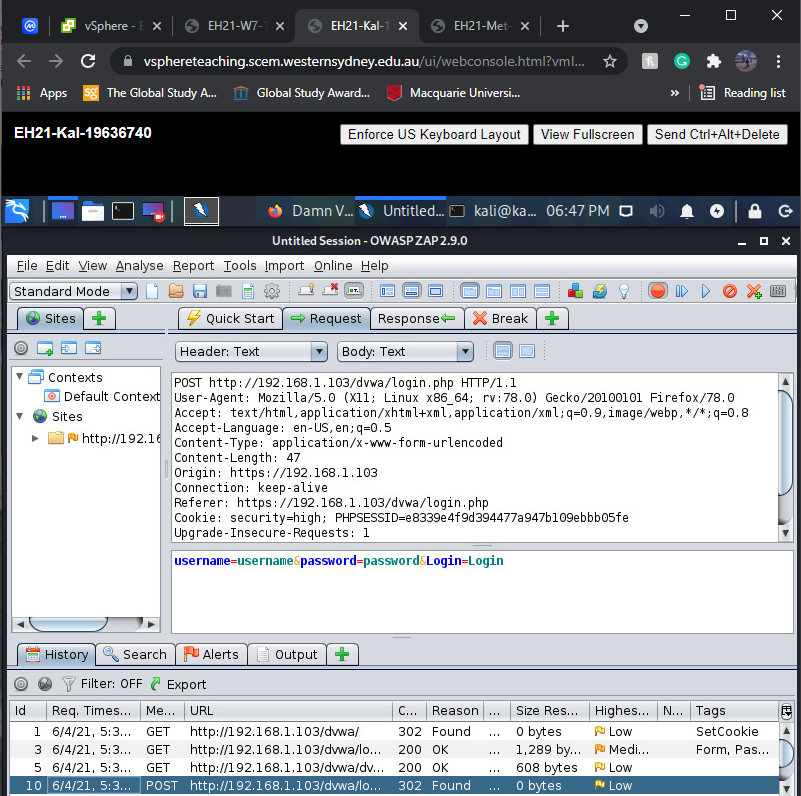 vSphere - E
EH21-W7-1
EH21-Kal-1
EH21-Met-
vsphereteaching.scem.westernsydney.edu.au/ui/webconsole.html?vml...
Apps
SG
The Global Study A...
Global Study Award...
Macquarie Universi...
»
Reading list
EH21-Kal-19636740
Enforce US Keyboard Layout
View Fullscreen
Send Ctrl+Alt+Delete
Damn V...
Untitled...
kali@ka...
06:47 PM
Untitled Session - OWASP ZAP 2.9.0
File Edit View Analyse Report Tools Import Online Help
Standard Mode
Sites
Quick Start
Request
Response
Break
Header: Text
Body: Text
Contexts
Default Context
Sites
http://192.16
POST http://192.168.1.103/dvwa/login.php HTTP/1.1
User-Agent: Mozilla/5.0 (X11; Linux x86_64; rv:78.0) Gecko/20100101 Firefox/78.0
Accept: text/html,application/xhtml+xml,application/xml;q=0.9,image/webp,*/*;q=0.8
Accept-Language: en-US,en;q=0.5
Content-Type: application/x-www-form-urlencoded
Content-Length: 47
Origin: https://192.168.1.103
Connection: keep-alive
Referer: https://192.168.1.103/dvwa/login.php
Cookie: security=high; PHPSESSID=e8339e4f9d394477a947b109ebbb05fe
Upgrade-Insecure-Requests: 1
username=username&password=password&Login=Login
History
Search
Alerts
Output
Filter: OFF
Export
Id Req. Times... Me... URL C... Reason ... Size Res... Highes... N... Tags
1 6/4/21, 5:3... GET http://192.168.1.103/dvwa/ 302 Found ... 0 bytes Low SetCookie
3 6/4/21, 5:3... GET http://192.168.1.103/dvwa/lo... 200 OK ... 1,289 by... Medi... Form, Pas...
5 6/4/21, 5:3... GET http://192.168.1.103/dvwa/dv... 200 OK ... 608 bytes Low
10 6/4/21, 5:3... POST http://192.168.1.103/dvwa/lo... 302 Found ... 0 bytes Low